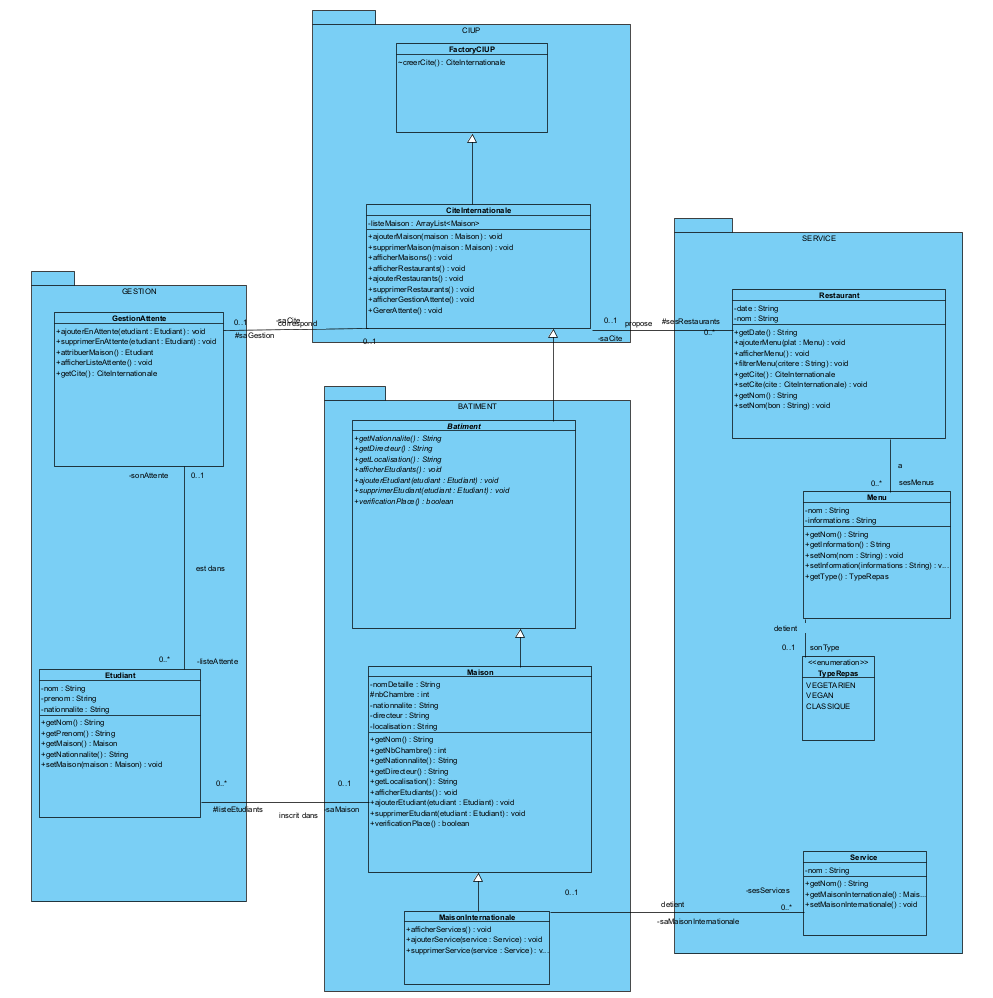 CIUP
FactoryCIUP
~creerCite() : CiteInternationale
CiteInternationale
-listeMaison : ArrayList<Maison>
+ajouterMaison(maison : Maison) : void
+supprimerMaison(maison : Maison) : void
+afficherMaisons() : void
+afficherRestaurants() : void
+ajouterRestaurants() : void
+supprimerRestaurants() : void
+afficherGestionAttente() : void
+GererAttente() : void
GESTION
GestionAttente
+ajouterEnAttente(etudiant : Etudiant) : void
+supprimerEnAttente(etudiant : Etudiant) : void
+attribuerMaison() : Etudiant
+afficherListeAttente() : void
+getCite() : CiteInternationale
0..1
-saCite
correspond
#saGestion
0..1
0..1
propose
#sesRestaurants
-saCite
0..*
-sonAttente
0..1
est dans
0..*
-listeAttente
Etudiant
-nom : String
-prenom : String
-nationnalite : String
+getNom() : String
+getPrenom() : String
+getMaison() : Maison
+getNationnalite() : String
+setMaison(maison : Maison) : void
0..*
0..1
#listeEtudiants
inscrit dans
-saMaison
BATIMENT
Batiment
+getNationnalite() : String
+getDirecteur() : String
+getLocalisation() : String
+afficherEtudiants() : void
+ajouterEtudiant(etudiant : Etudiant) : void
+supprimerEtudiant(etudiant : Etudiant) : void
+verificationPlace() : boolean
Maison
-nomDetaille : String
#nbChambre : int
-nationnalite : String
-directeur : String
-localisation : String
+getNom() : String
+getNbChambre() : int
+getNationnalite() : String
+getDirecteur() : String
+getLocalisation() : String
+afficherEtudiants() : void
+ajouterEtudiant(etudiant : Etudiant) : void
+supprimerEtudiant(etudiant : Etudiant) : void
+verificationPlace() : boolean
MaisonInternationale
+afficherServices() : void
+ajouterService(service : Service) : void
+supprimerService(service : Service) : v...
0..1
detient
-saMaisonInternationale
-sesServices
0..*
SERVICE
Restaurant
-date : String
-nom : String
+getDate() : String
+ajouterMenu(plat : Menu) : void
+afficherMenu() : void
+filtrerMenu(critere : String) : void
+getCite() : CiteInternationale
+setCite(cite : CiteInternationale) : void
+getNom() : String
+setNom(bon : String) : void
a
0..*
sesMenus
Menu
-nom : String
-informations : String
+getNom() : String
+getInformation() : String
+setNom(nom : String) : void
+setInformation(informations : String) : v...
+getType() : TypeRepas
detient
0..1
sonType
<<enumeration>>
TypeRepas
VEGETARIEN
VEGAN
CLASSIQUE
Service
-nom : String
+getNom() : String
+getMaisonInternationale() : Mais...
+setMaisonInternationale() : void